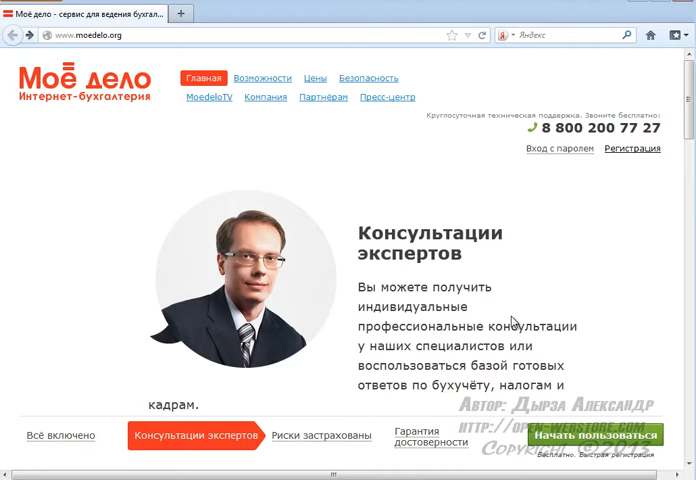 Моё дело - сервис для ведения бухгал...
www.moedelo.org
Яндекс
Моё дело
Интернет-бухгалтерия
Главная Возможности Цены Безопасность
MoedeloTV Компания Партнёрам Пресс-центр
Круглосуточная техническая поддержка. Звоните бесплатно:
8 800 200 77 27
Вход с паролем Регистрация
Консультации
экспертов
Вы можете получить
индивидуальные
профессиональные консультации
у наших специалистов или
воспользоваться базой готовых
ответов по бухучёту, налогам и
кадрам.
Автор: Дырза Александр
http://open-webstore.com
Copyright ©2013
Всё включено
Консультации экспертов
Риски застрахованы
Гарантия
достоверности
Начать пользоваться
Бесплатно. Быстрая регистрация